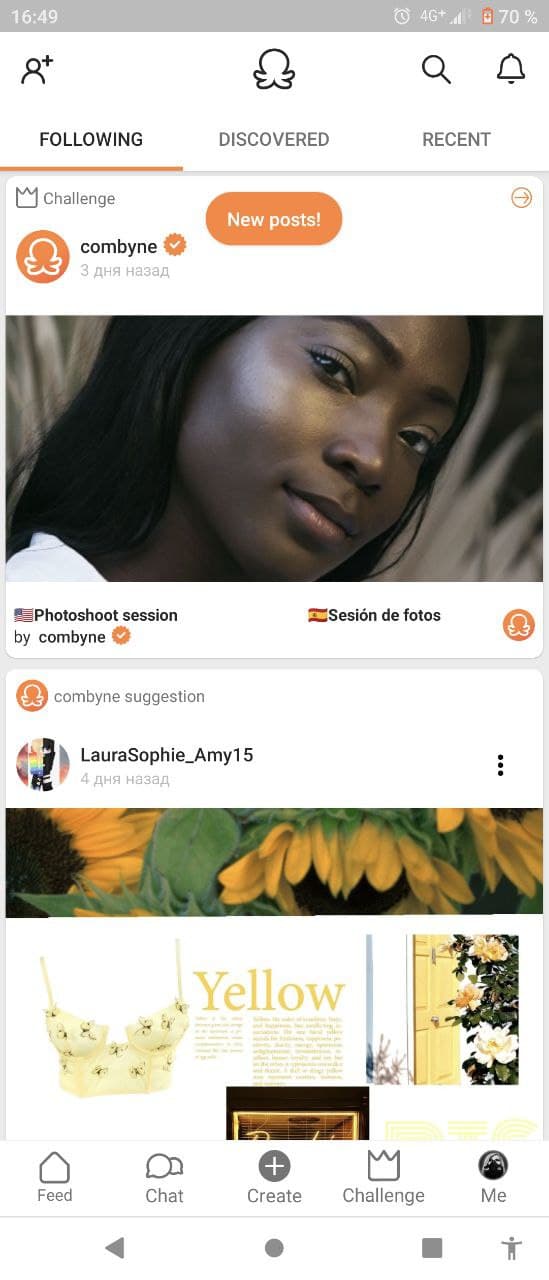 16:49 4G+ 70 %
FOLLOWING DISCOVERED RECENT
Challenge
New posts!
combyne
3 дня назад
🇺🇸Photoshoot session 🇪🇸Sesión de fotos
by combyne
combyne suggestion
LauraSophie_Amy15
4 дня назад
Yellow
Feed Chat Create Challenge Me